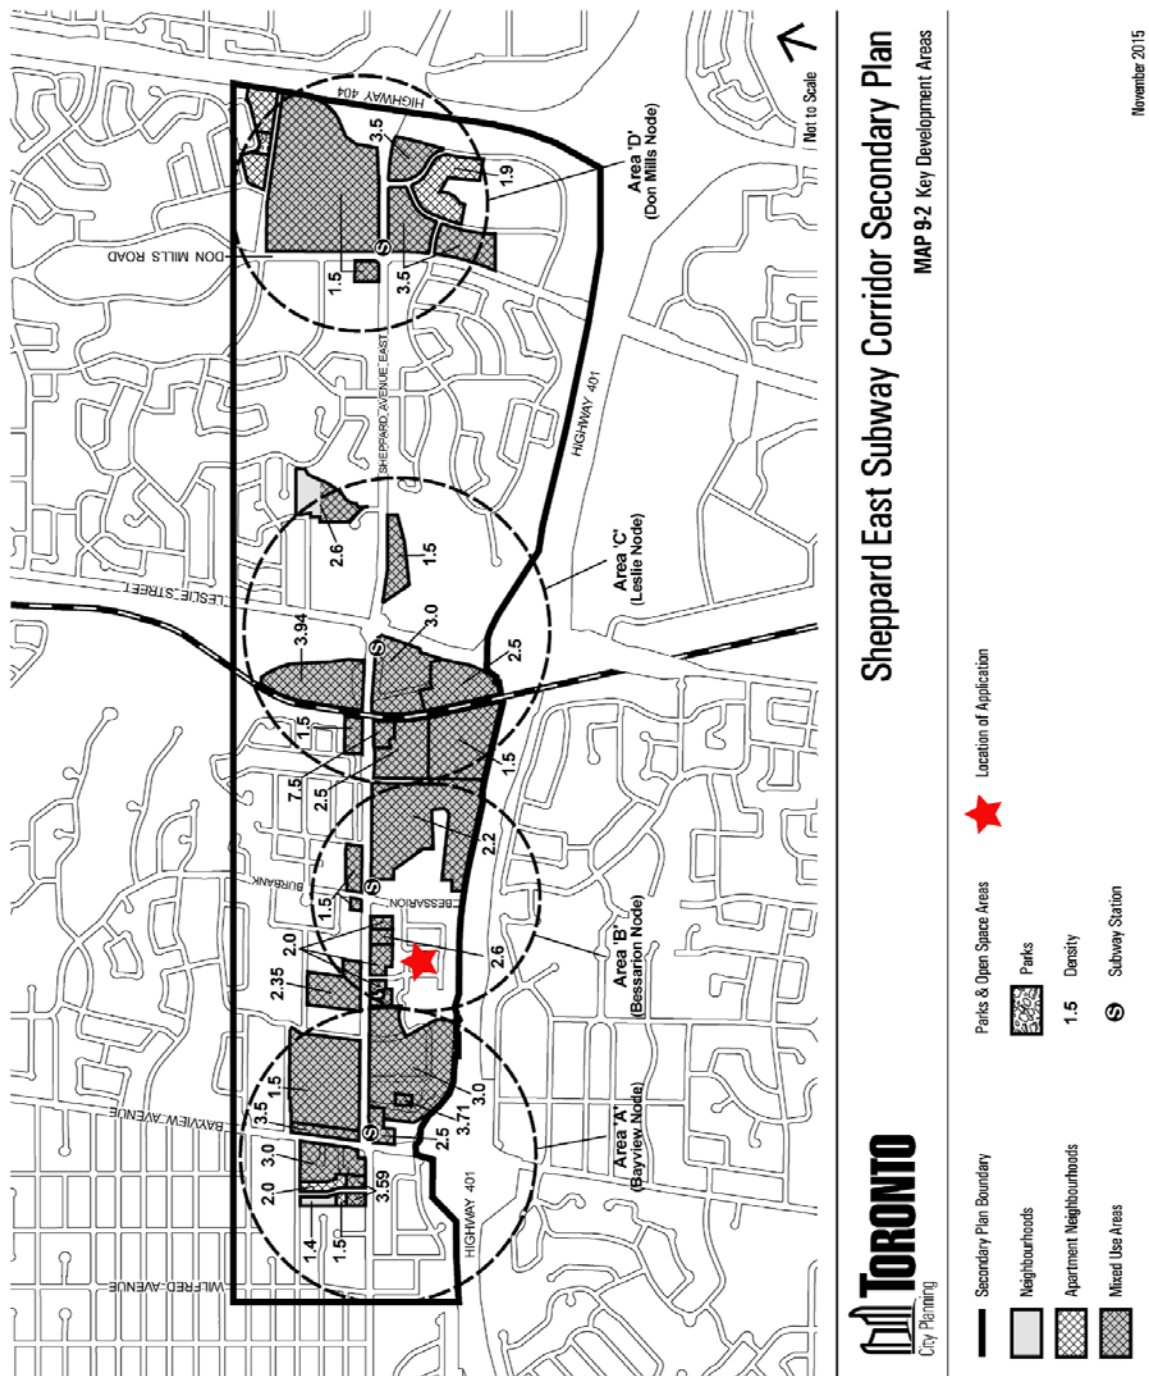 HIGHWAY 404
3.5
1.9
Area 'D'
(Don Mills Node)
Not to Scale
DON MILLS ROAD
S
1.5
3.5
SHEPPARD AVENUE EAST
HIGHWAY 401
2.6
1.5
Area 'C'
(Leslie Node)
LESLIE STREET
3.94
3.0
S
2.5
1.5
7.5
2.5
1.5
2.2
BURBANK
S
1.5
BESSARION
2.0
2.35
2.6
Area 'B'
(Bessarion Node)
1.5
3.5
BAYVIEW AVENUE
3.0
3.71
S
2.5
3.0
2.0
3.59
1.4
1.5
Area 'A'
(Bayview Node)
HIGHWAY 401
WILFRED AVENUE
Sheppard East Subway Corridor Secondary Plan
MAP 9-2 Key Development Areas
TORONTO
City Planning
Secondary Plan Boundary
Neighbourhoods
Apartment Neighbourhoods
Mixed Use Areas
Parks & Open Space Areas
Parks
1.5 Density
S Subway Station
Location of Application
November 2015